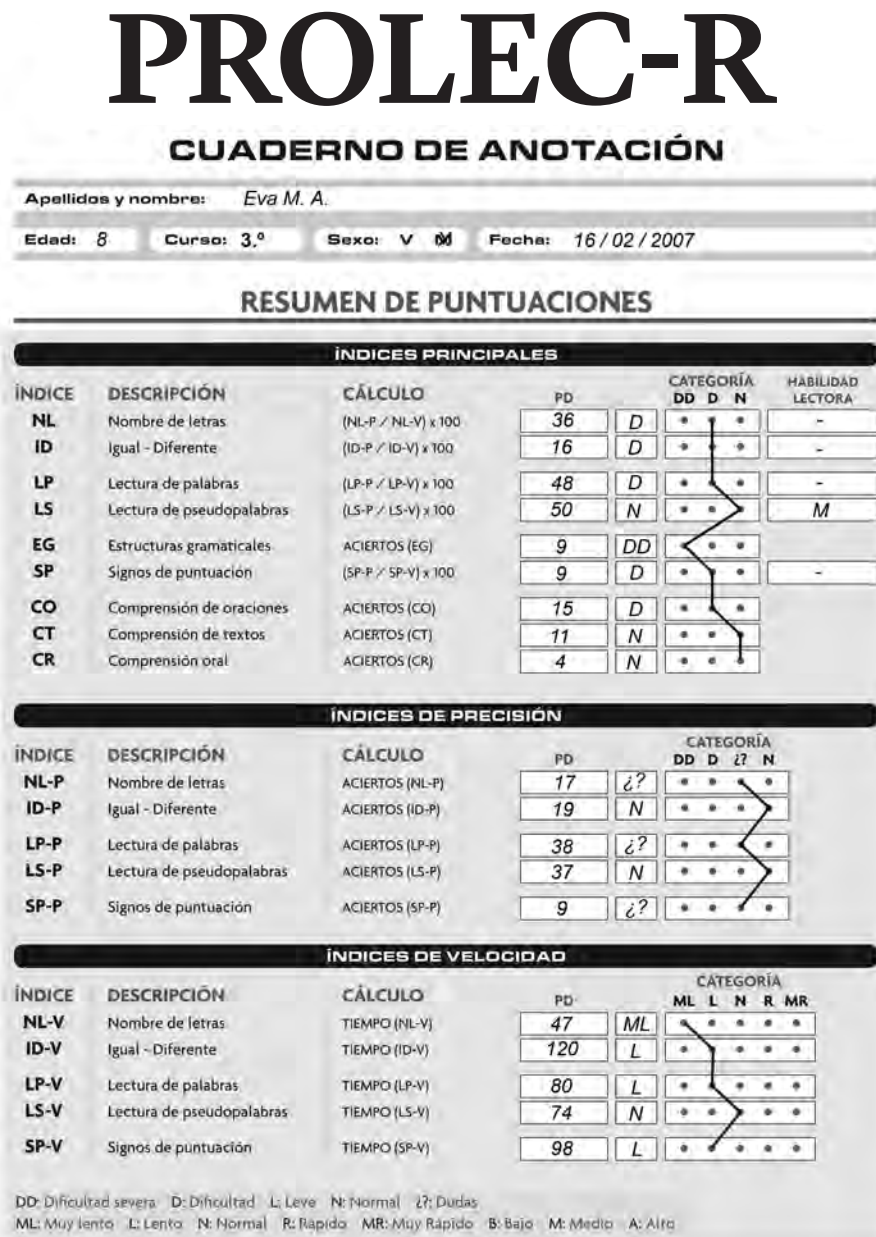 PROLEC-R
CUADERNO DE ANOTACIÓN
Apellidos y nombre: Eva M. A.
Edad: 8 Curso: 3.º Sexo: V M Fecha: 16 / 02 / 2007
RESUMEN DE PUNTUACIONES
ÍNDICES PRINCIPALES
ÍNDICE DESCRIPCIÓN CÁLCULO PD CATEGORÍA DD D N HABILIDAD LECTORA
NL Nombre de letras (NL-P / NL-V) x 100 36 D -
ID Igual - Diferente (ID-P / ID-V) x 100 16 D -
LP Lectura de palabras (LP-P / LP-V) x 100 48 D -
LS Lectura de pseudopalabras (LS-P / LS-V) x 100 50 N M
EG Estructuras gramaticales ACIERTOS (EG) 9 DD
SP Signos de puntuación (SP-P / SP-V) x 100 9 D -
CO Comprensión de oraciones ACIERTOS (CO) 15 D
CT Comprensión de textos ACIERTOS (CT) 11 N
CR Comprensión oral ACIERTOS (CR) 4 N
ÍNDICES DE PRECISIÓN
ÍNDICE DESCRIPCIÓN CÁLCULO PD CATEGORÍA DD D ¿? N
NL-P Nombre de letras ACIERTOS (NL-P) 17 ¿?
ID-P Igual - Diferente ACIERTOS (ID-P) 19 N
LP-P Lectura de palabras ACIERTOS (LP-P) 38 ¿?
LS-P Lectura de pseudopalabras ACIERTOS (LS-P) 37 N
SP-P Signos de puntuación ACIERTOS (SP-P) 9 ¿?
ÍNDICES DE VELOCIDAD
ÍNDICE DESCRIPCIÓN CÁLCULO PD CATEGORÍA ML L N R MR
NL-V Nombre de letras TIEMPO (NL-V) 47 ML
ID-V Igual - Diferente TIEMPO (ID-V) 120 L
LP-V Lectura de palabras TIEMPO (LP-V) 80 L
LS-V Lectura de pseudopalabras TIEMPO (LS-V) 74 N
SP-V Signos de puntuación TIEMPO (SP-V) 98 L
DD: Dificultad severa D: Dificultad L: Leve N: Normal ¿?: Dudas
ML: Muy lento L: Lento N: Normal R: Rápido MR: Muy Rápido B: Bajo M: Medio A: Alto